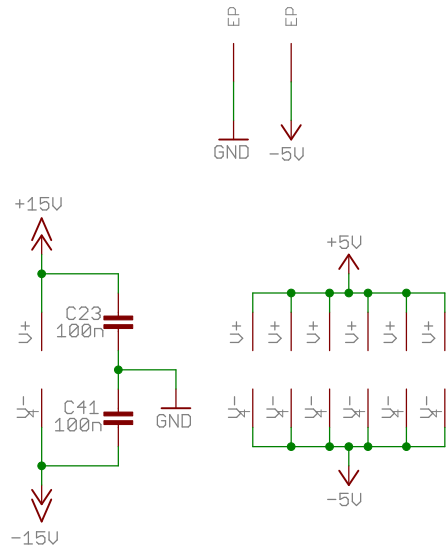 EP EP
GND -5V
+15V
+5V
C23
100n
V+ V+ V+ V+ V+ V+ V+
C41
100n
V- V- V- V- V- V- V-
GND
-5V
-15V